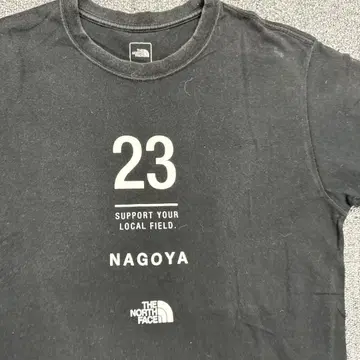 23
SUPPORT YOUR
LOCAL FIELD.
NAGOYA
THE
NORTH
FACE